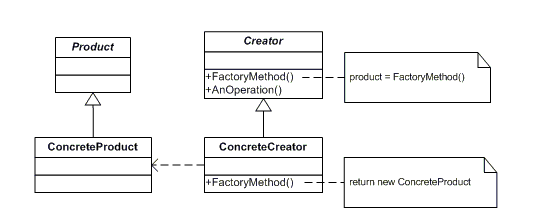 Product
Creator
+FactoryMethod()
+AnOperation()
product = FactoryMethod()
ConcreteProduct
ConcreteCreator
+FactoryMethod()
return new ConcreteProduct